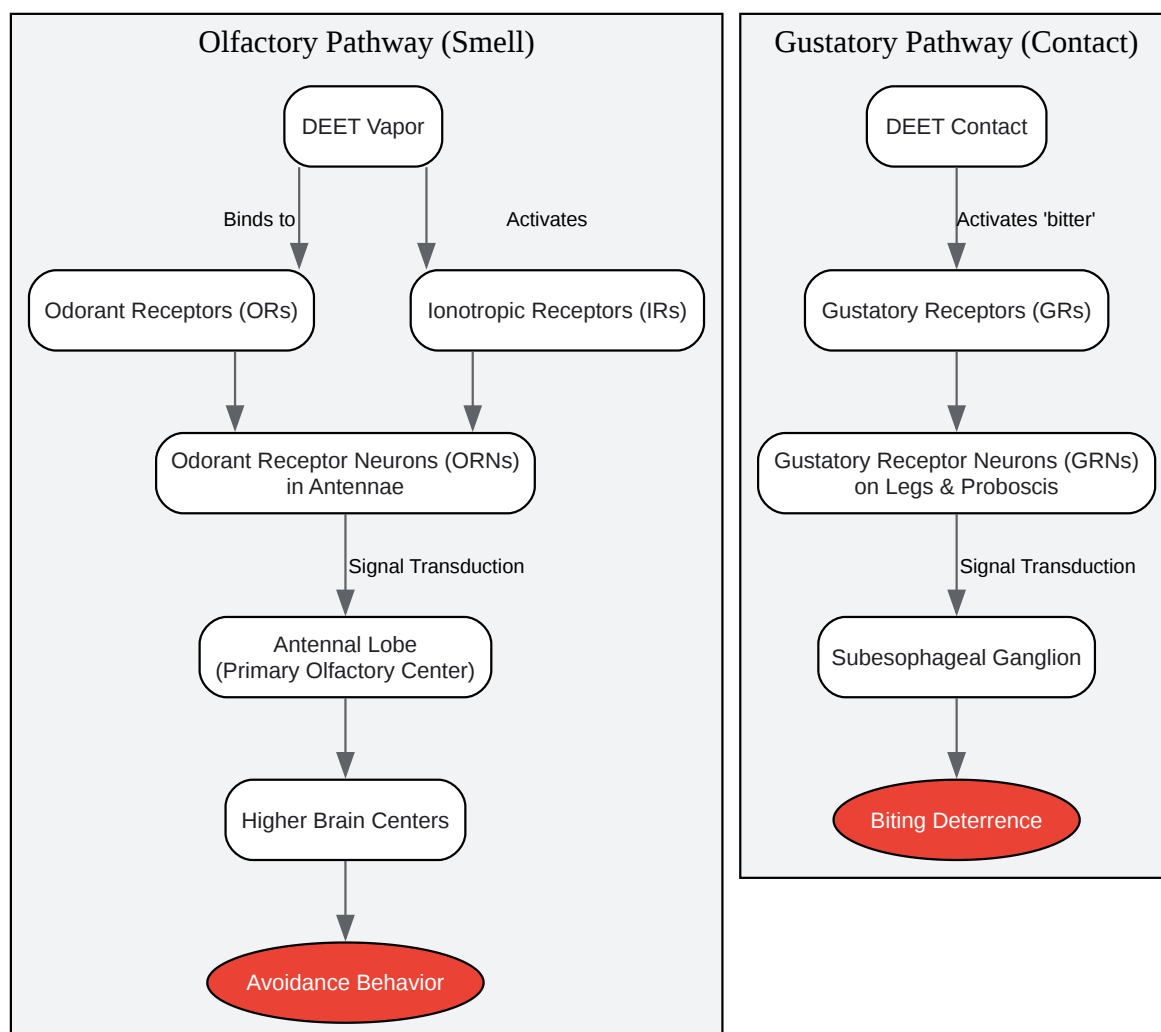 Olfactory Pathway (Smell)
DEET Vapor
Binds to
Activates
Odorant Receptors (ORs)
Ionotropic Receptors (IRs)
Odorant Receptor Neurons (ORNs)
in Antennae
Signal Transduction
Antennal Lobe
(Primary Olfactory Center)
Higher Brain Centers
Avoidance Behavior
Gustatory Pathway (Contact)
DEET Contact
Activates 'bitter'
Gustatory Receptors (GRs)
Gustatory Receptor Neurons (GRNs)
on Legs & Proboscis
Signal Transduction
Subesophageal Ganglion
Biting Deterrence